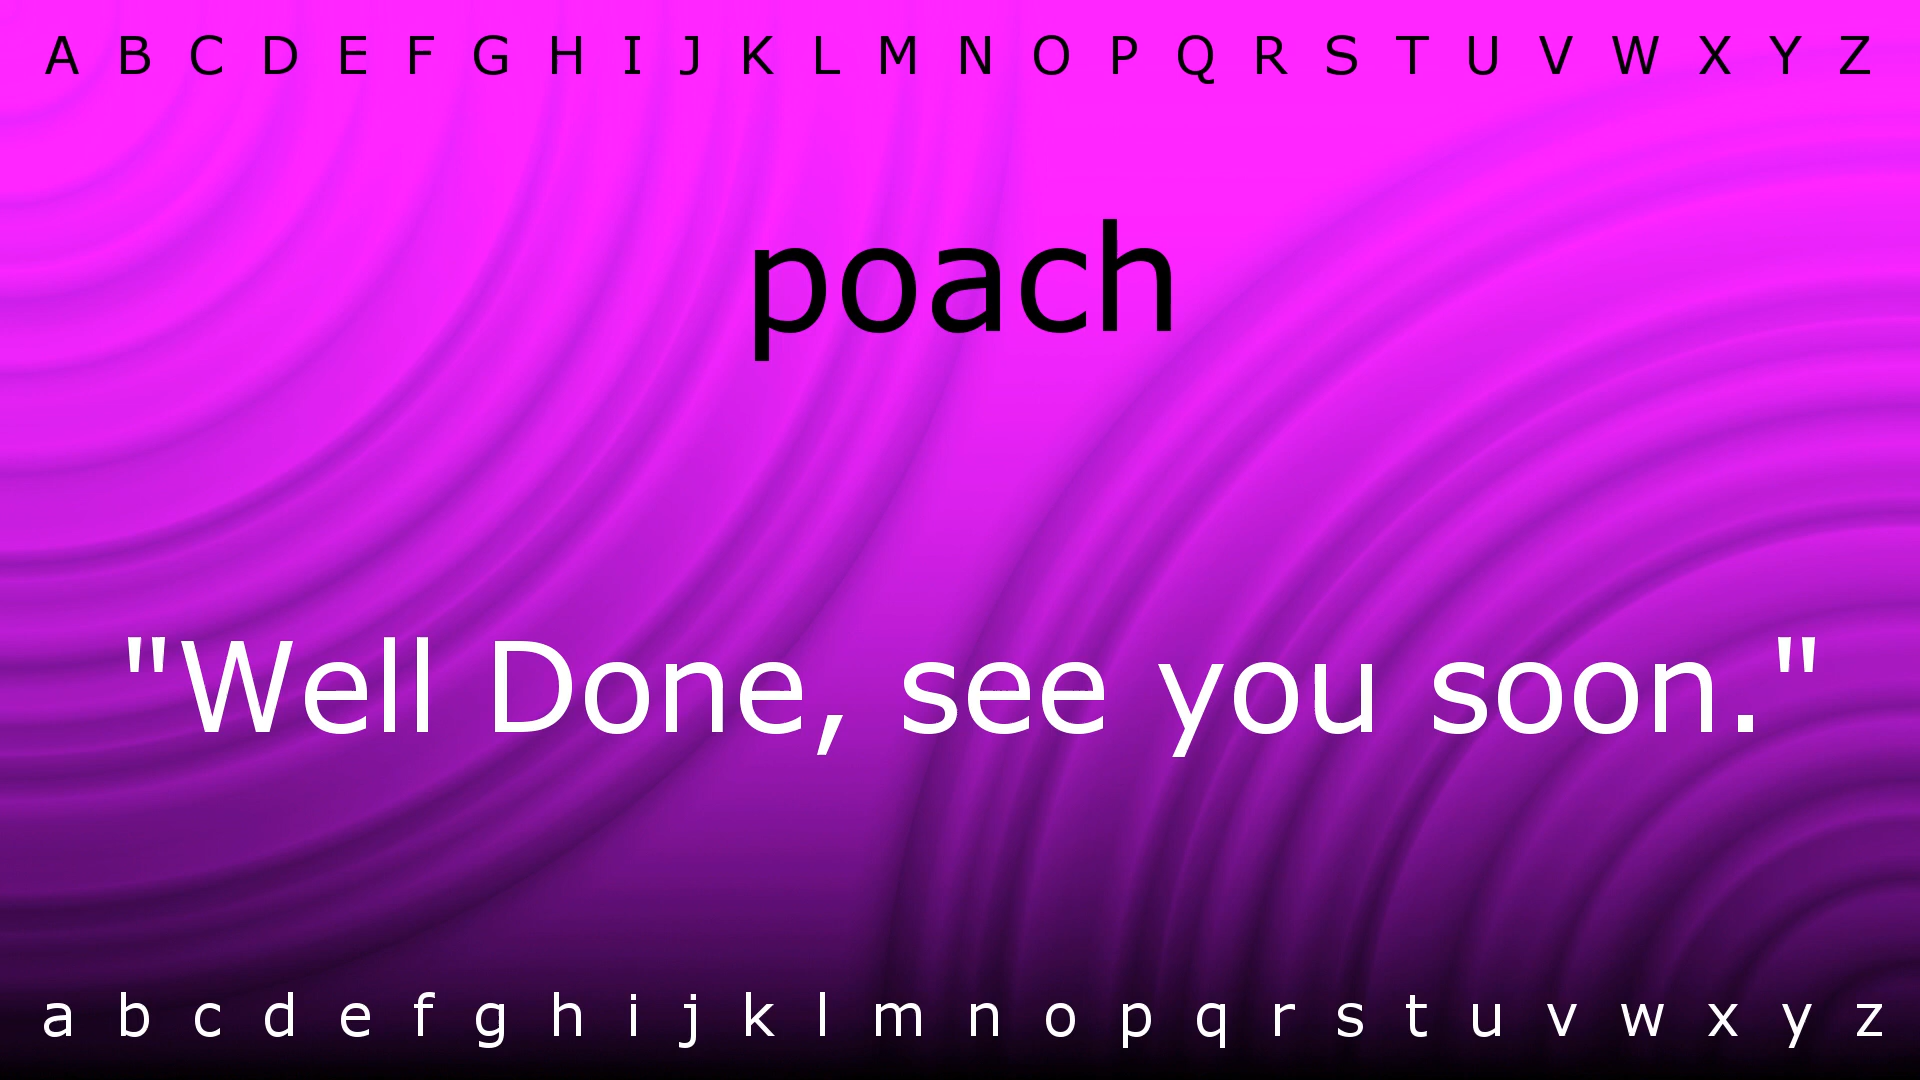 A B C D E F G H I J K L M N O P Q R S T U V W X Y Z
poach
"Well Done, see you soon."
a b c d e f g h i j k l m n o p q r s t u v w x y z